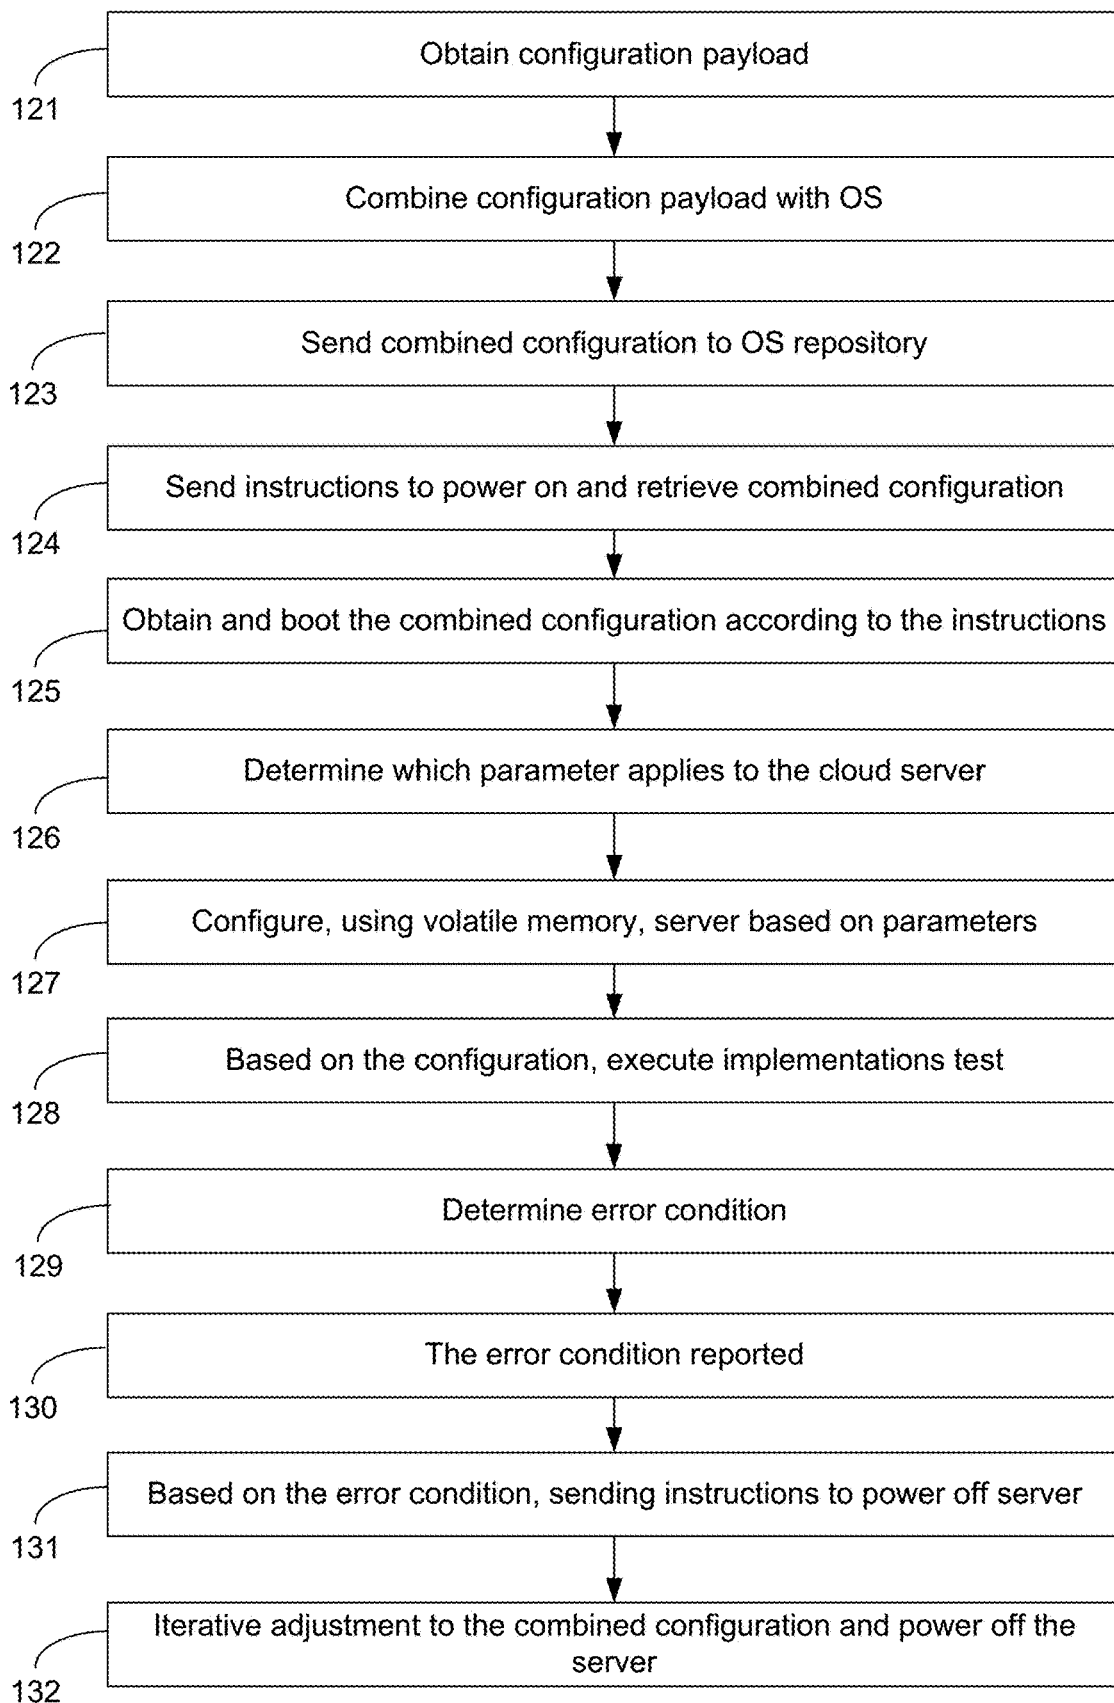 Obtain configuration payload
121
Combine configuration payload with OS
122
Send combined configuration to OS repository
123
Send instructions to power on and retrieve combined configuration
124
Obtain and boot the combined configuration according to the instructions
125
Determine which parameter applies to the cloud server
126
Configure, using volatile memory, server based on parameters
127
Based on the configuration, execute implementations test
128
Determine error condition
129
The error condition reported
130
Based on the error condition, sending instructions to power off server
131
Iterative adjustment to the combined configuration and power off the
server
132